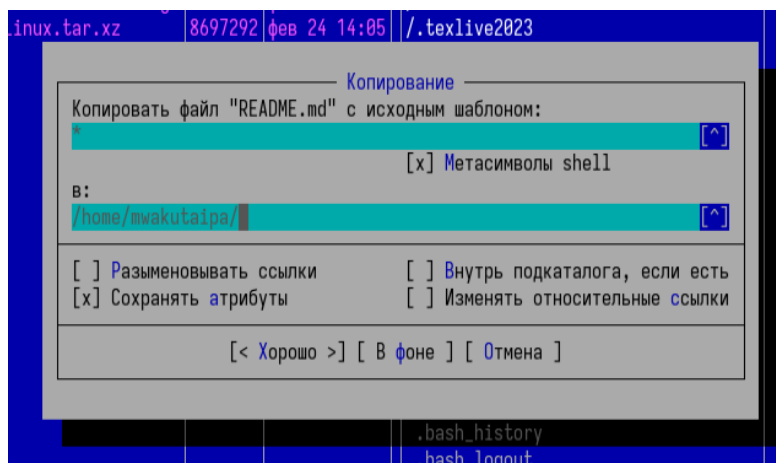 inux.tar.xz 8697292 фев 24 14:05 /.texlive2023
Копирование
Копировать файл "README.md" с исходным шаблоном:
* [^]
[x] Метасимволы shell
в:
/home/mwakutaipa/ [^]
[ ] Разыменовывать ссылки [ ] Внутрь подкаталога, если есть
[x] Сохранять атрибуты [ ] Изменять относительные ссылки
[< Хорошо >] [ В фоне ] [ Отмена ]
.bash_history
bash_logout